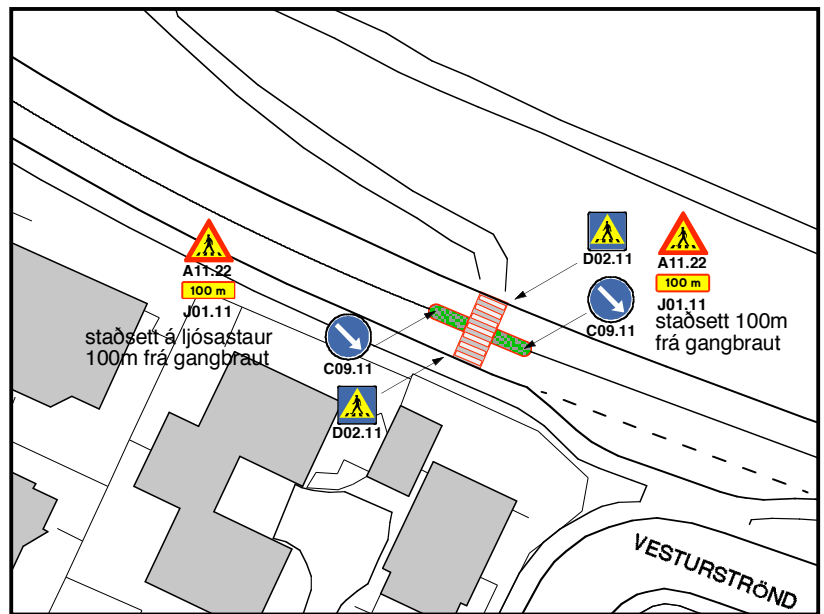 A11.22
100 m
J01.11
staðsett á ljósastaur
100m frá gangbraut
C09.11
D02.11
D02.11
C09.11
A11.22
100 m
J01.11
staðsett 100m
frá gangbraut
VESTURSTRÖND